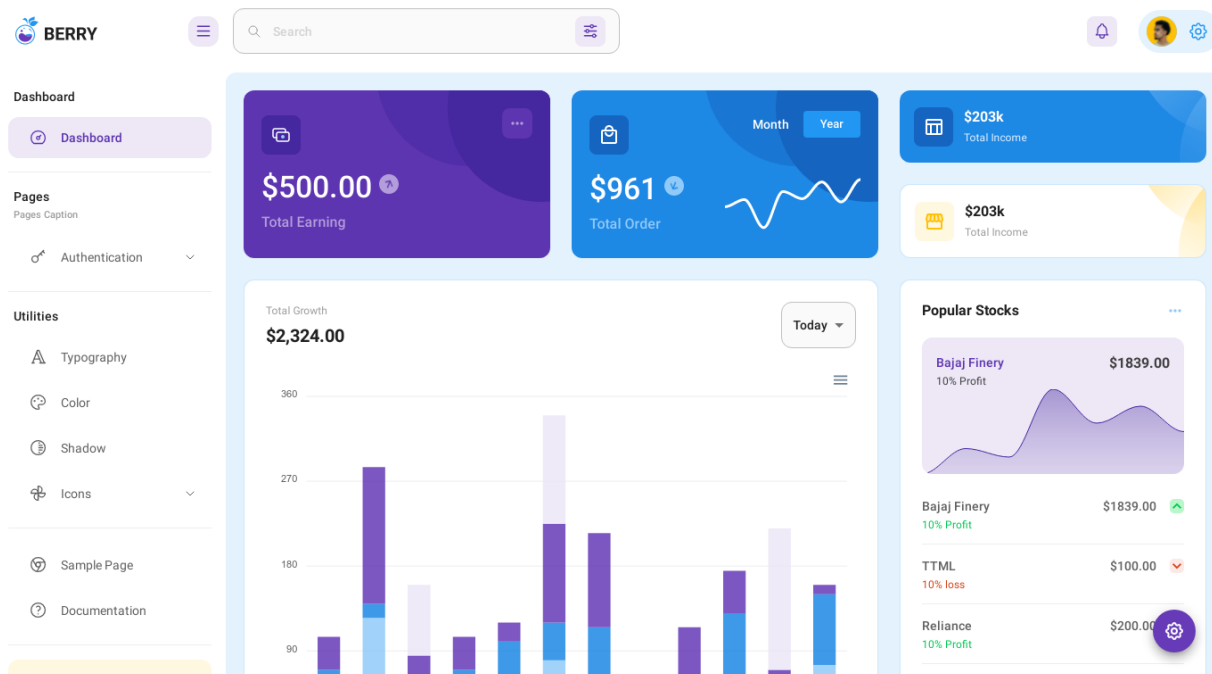 BERRY
Search
Dashboard
Dashboard
Pages
Pages Caption
Authentication
Utilities
Typography
Color
Shadow
Icons
Sample Page
Documentation
$500.00
Total Earning
Month
Year
$961
Total Order
$203k
Total Income
$203k
Total Income
Total Growth
$2,324.00
Today
360
270
180
90
Popular Stocks
Bajaj Finery
$1839.00
10% Profit
Bajaj Finery
$1839.00
10% Profit
TTML
$100.00
10% loss
Reliance
$200.00
10% Profit